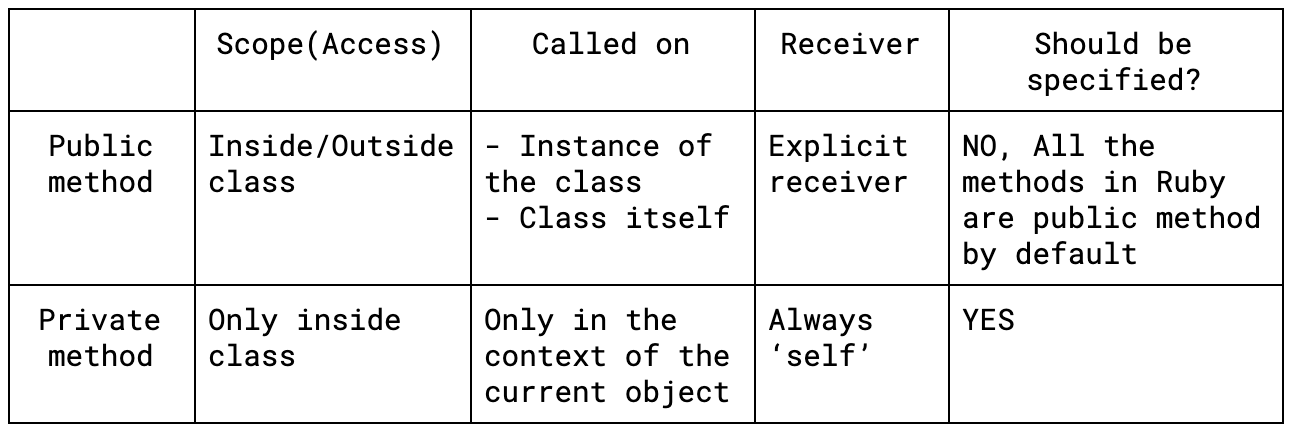 Scope(Access)
Called on
Receiver
Should be
specified?
Public
method
Inside/Outside
class
- Instance of
the class
- Class itself
Explicit
receiver
NO, All the
methods in Ruby
are public method
by default
Private
method
Only inside
class
Only in the
context of the
current object
Always
‘self’
YES